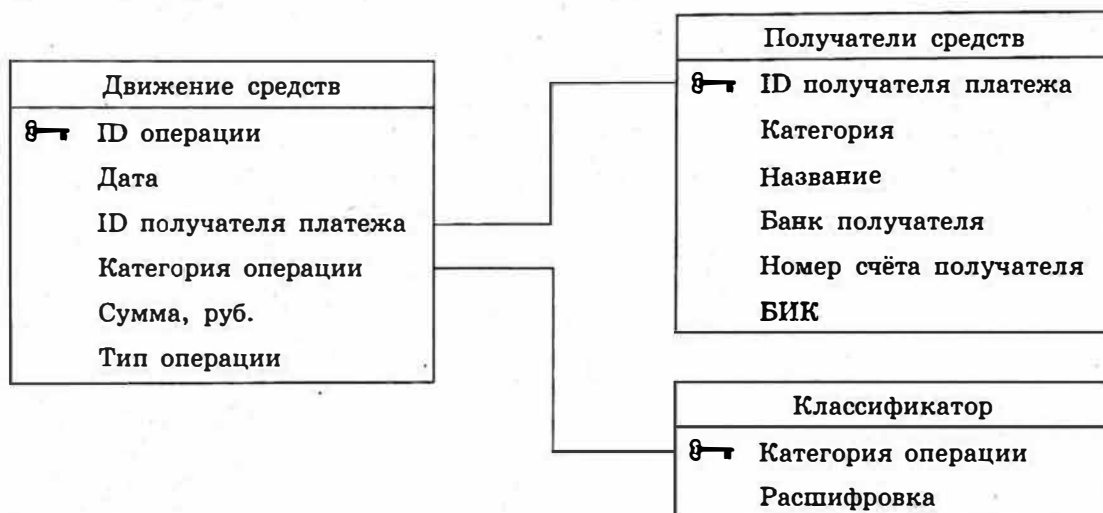 Движение средств
ID операции
Дата
ID получателя платежа
Категория операции
Сумма, руб.
Тип операции
Получатели средств
ID получателя платежа
Категория
Название
Банк получателя
Номер счёта получателя
БИК
Классификатор
Категория операции
Расшифровка